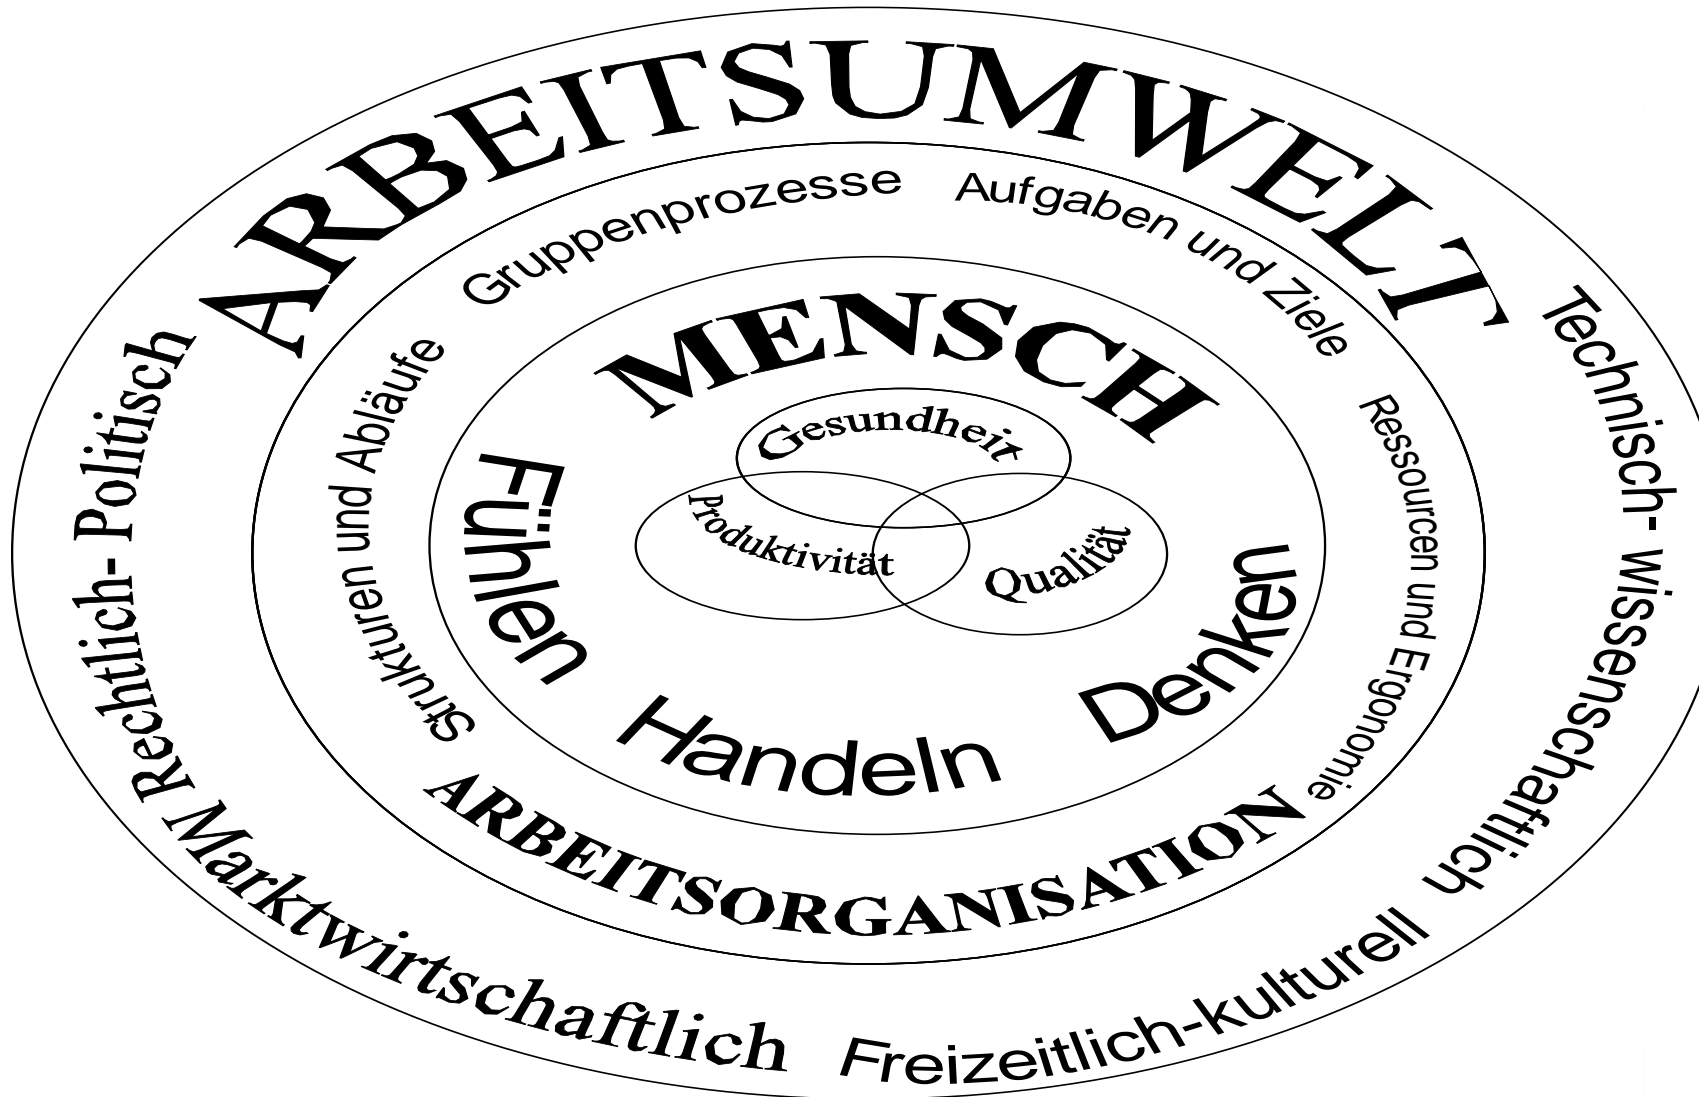 ARBEITSUMWELT
Gruppenprozesse
Aufgaben und Ziele
Technisch- wissenschaftlich
Rechtlich- Politisch
Strukturen und Abläufe
MENSCH
Ressourcen und Ergonomie
Gesundheit
Produktivität
Qualität
Fühlen
Handeln
Denken
ARBEITSORGANISATION
Marktwirtschaftlich
Freizeitlich-kulturell